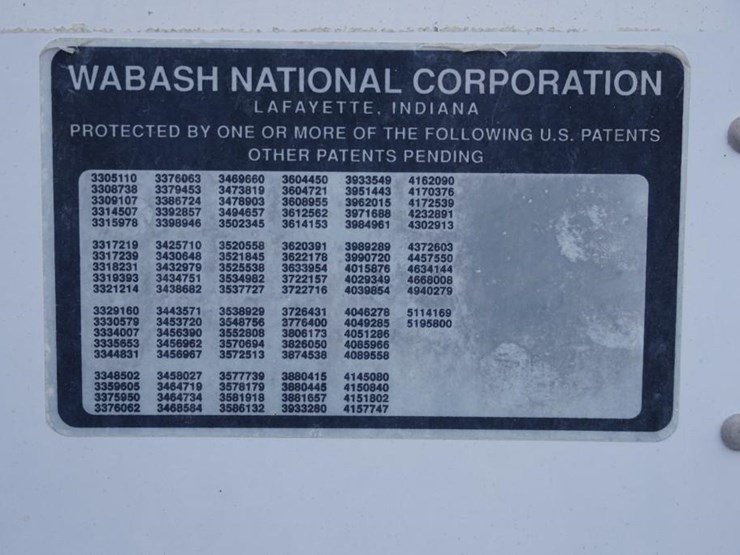 WABASH NATIONAL CORPORATION
LAFAYETTE, INDIANA
PROTECTED BY ONE OR MORE OF THE FOLLOWING U.S. PATENTS
OTHER PATENTS PENDING
3305110 3376063 3469660 3604450 3933549 4162090
3308738 3379453 3473819 3604721 3951443 4170376
3309107 3386724 3478903 3608955 3962015 4172539
3314507 3392857 3494657 3612562 3971688 4232891
3315978 3398946 3502345 3614153 3984961 4302913
3317219 3425710 3520558 3620391 3989289 4372603
3317239 3430648 3521845 3622178 3990720 4457550
3318231 3432979 3525538 3633954 4015876 4634144
3319393 3434751 3534982 3722157 4029349 4668008
3321214 3438682 3537727 3722716 4039854 4940279
3329160 3443571 3538929 3726431 4046278 5114169
3330579 3453720 3548756 3776400 4049285 5195800
3334007 3456390 3552808 3806173 4051286
3335653 3456962 3570694 3826050 4085966
3344831 3456967 3572513 3874538 4089558
3348502 3458027 3577739 3880415 4145080
3359605 3464719 3578179 3880445 4150840
3375950 3464734 3581918 3881657 4151802
3376062 3468584 3586132 3933280 4157747